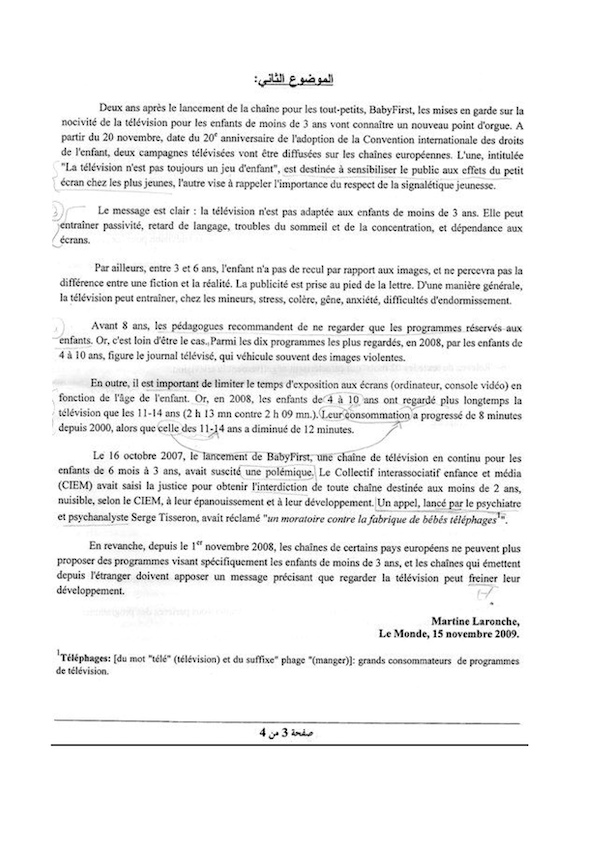 الموضوع الثاني:
Deux ans après le lancement de la chaîne pour les tout-petits, BabyFirst, les mises en garde sur la
nocivité de la télévision pour les enfants de moins de 3 ans vont connaître un nouveau point d'orgue. A
partir du 20 novembre, date du 20e anniversaire de l'adoption de la Convention internationale des droits
de l'enfant, deux campagnes télévisées vont être diffusées sur les chaînes européennes. L'une, intitulée
"La télévision n'est pas toujours un jeu d'enfant", est destinée à sensibiliser le public aux effets du petit
écran chez les plus jeunes, l'autre vise à rappeler l'importance du respect de la signalétique jeunesse.
Le message est clair : la télévision n'est pas adaptée aux enfants de moins de 3 ans. Elle peut
entraîner passivité, retard de langage, troubles du sommeil et de la concentration, et dépendance aux
écrans.
Par ailleurs, entre 3 et 6 ans, l'enfant n'a pas de recul par rapport aux images, et ne percevra pas la
différence entre une fiction et la réalité. La publicité est prise au pied de la lettre. D'une manière générale,
la télévision peut entraîner, chez les mineurs, stress, colère, gêne, anxiété, difficultés d'endormissement.
Avant 8 ans, les pédagogues recommandent de ne regarder que les programmes réservés aux
enfants. Or, c'est loin d'être le cas. Parmi les dix programmes les plus regardés, en 2008, par les enfants de
4 à 10 ans, figure le journal télévisé, qui véhicule souvent des images violentes.
En outre, il est important de limiter le temps d'exposition aux écrans (ordinateur, console vidéo) en
fonction de l'âge de l'enfant. Or, en 2008, les enfants de 4 à 10 ans ont regardé plus longtemps la
télévision que les 11-14 ans (2 h 13 mn contre 2 h 09 mn.). Leur consommation a progressé de 8 minutes
depuis 2000, alors que celle des 11-14 ans a diminué de 12 minutes.
Le 16 octobre 2007, le lancement de BabyFirst, une chaîne de télévision en continu pour les
enfants de 6 mois à 3 ans, avait suscité une polémique. Le Collectif interassociatif enfance et média
(CIEM) avait saisi la justice pour obtenir l'interdiction de toute chaîne destinée aux moins de 2 ans,
nuisible, selon le CIEM, à leur épanouissement et à leur développement. Un appel, lancé par le psychiatre
et psychanalyste Serge Tisseron, avait réclamé "un moratoire contre la fabrique de bébés téléphages1".
En revanche, depuis le 1er novembre 2008, les chaînes de certains pays européens ne peuvent plus
proposer des programmes visant spécifiquement les enfants de moins de 3 ans, et les chaînes qui émettent
depuis l'étranger doivent apposer un message précisant que regarder la télévision peut freiner leur
développement.
Martine Laronche,
Le Monde, 15 novembre 2009.
1Téléphages: [du mot "télé" (télévision) et du suffixe" phage "(manger)]: grands consommateurs de programmes
de télévision.
صفحة 3 من 4